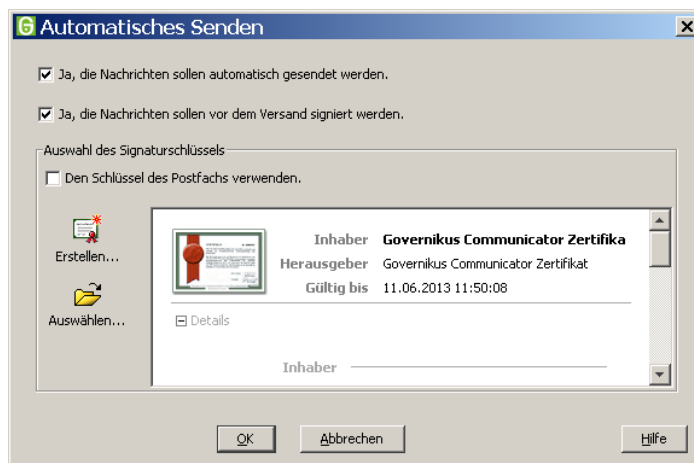 Automatisches Senden
Ja, die Nachrichten sollen automatisch gesendet werden.
Ja, die Nachrichten sollen vor dem Versand signiert werden.
Auswahl des Signaturschlüssels
Den Schlüssel des Postfachs verwenden.
Erstellen...
Auswählen...
Inhaber Governikus Communicator Zertifika
Herausgeber Governikus Communicator Zertifikat
Gültig bis 11.06.2013 11:50:08
Details
Inhaber
OK Abbrechen Hilfe